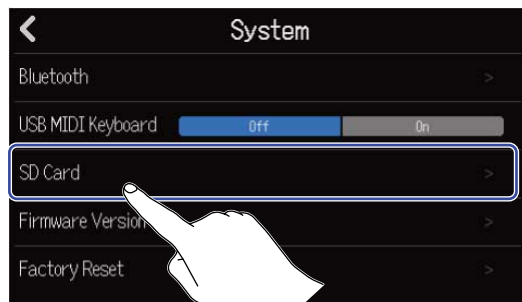 System
Bluetooth
USB MIDI Keyboard Off On
SD Card
Firmware Version
Factory Reset